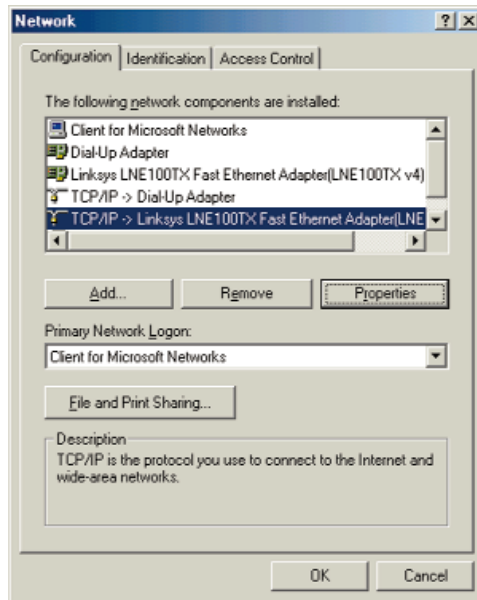 Network
Configuration Identification Access Control
The following network components are installed:
Client for Microsoft Networks
Dial-Up Adapter
Linksys LNE100TX Fast Ethernet Adapter(LNE100TX v4)
TCP/IP -> Dial-Up Adapter
TCP/IP -> Linksys LNE100TX Fast Ethernet Adapter(LNE
Add... Remove Properties
Primary Network Logon:
Client for Microsoft Networks
File and Print Sharing...
Description
TCP/IP is the protocol you use to connect to the Internet and
wide-area networks.
OK Cancel